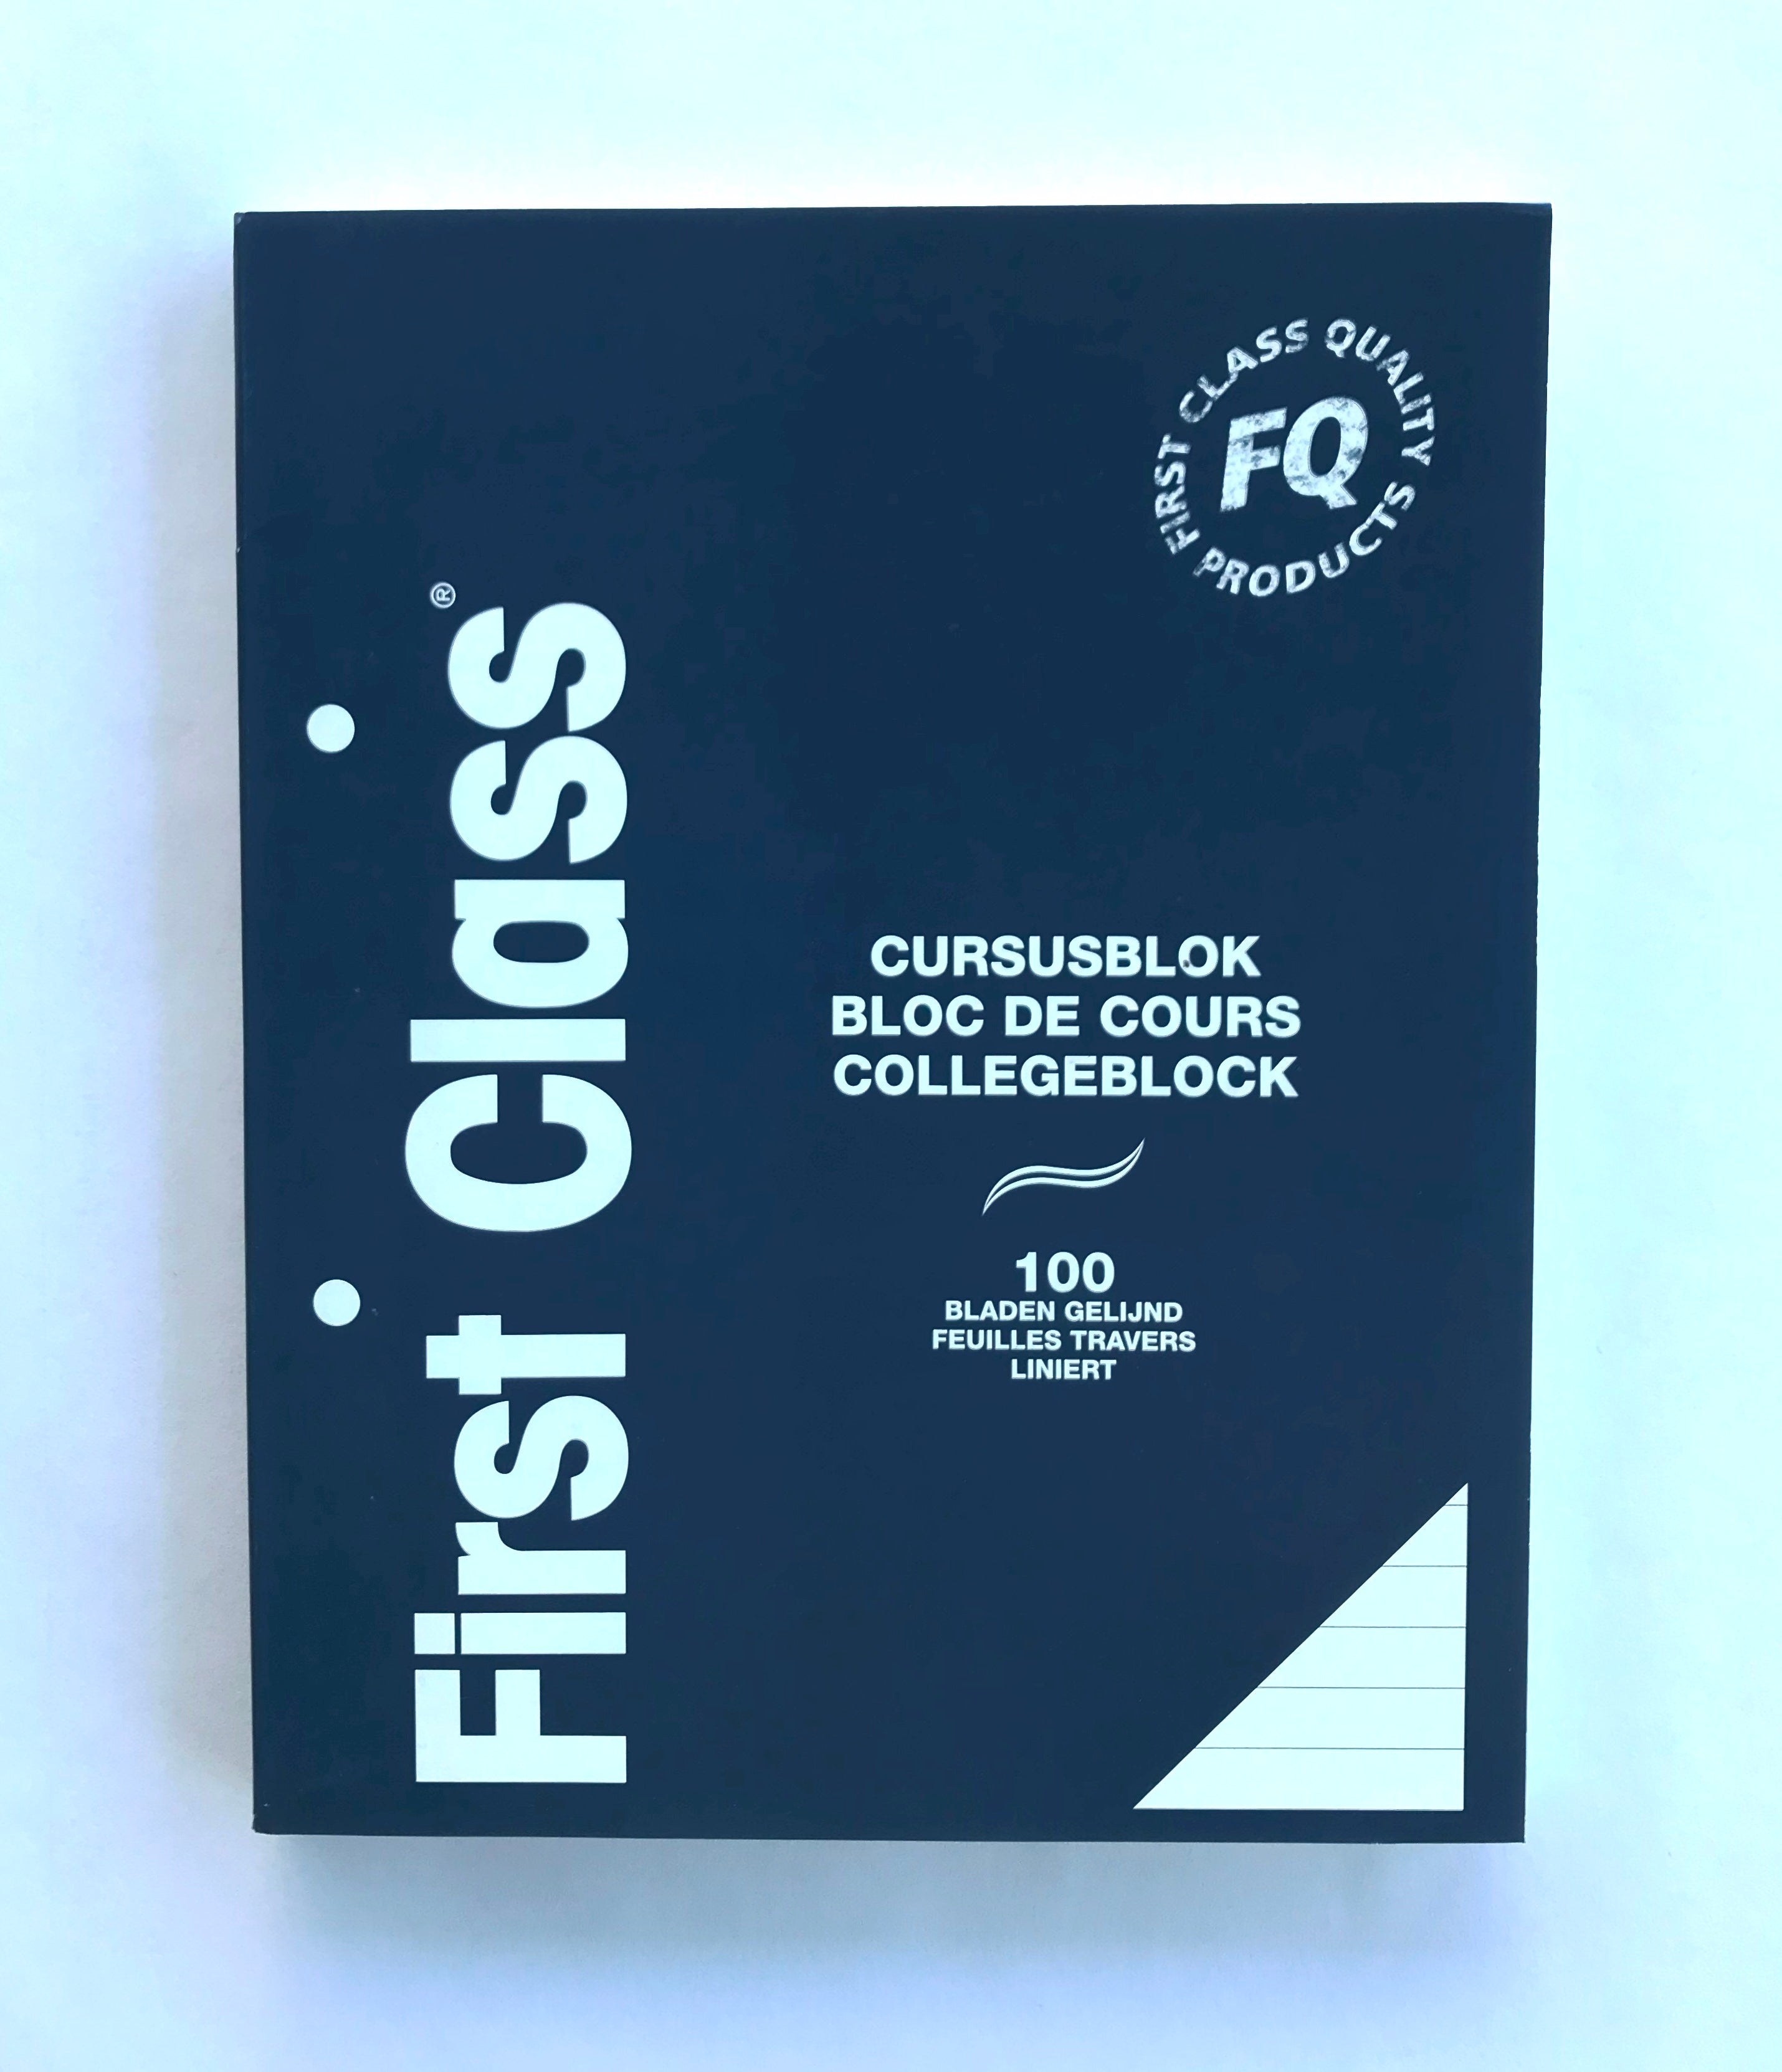 First Class®
FIRST CLASS QUALITY PRODUCTS
FQ
CURSUSBLOK
BLOC DE COURS
COLLEGEBLOCK
100
BLADEN GELIJND
FEUILLES TRAVERS
LINIERT